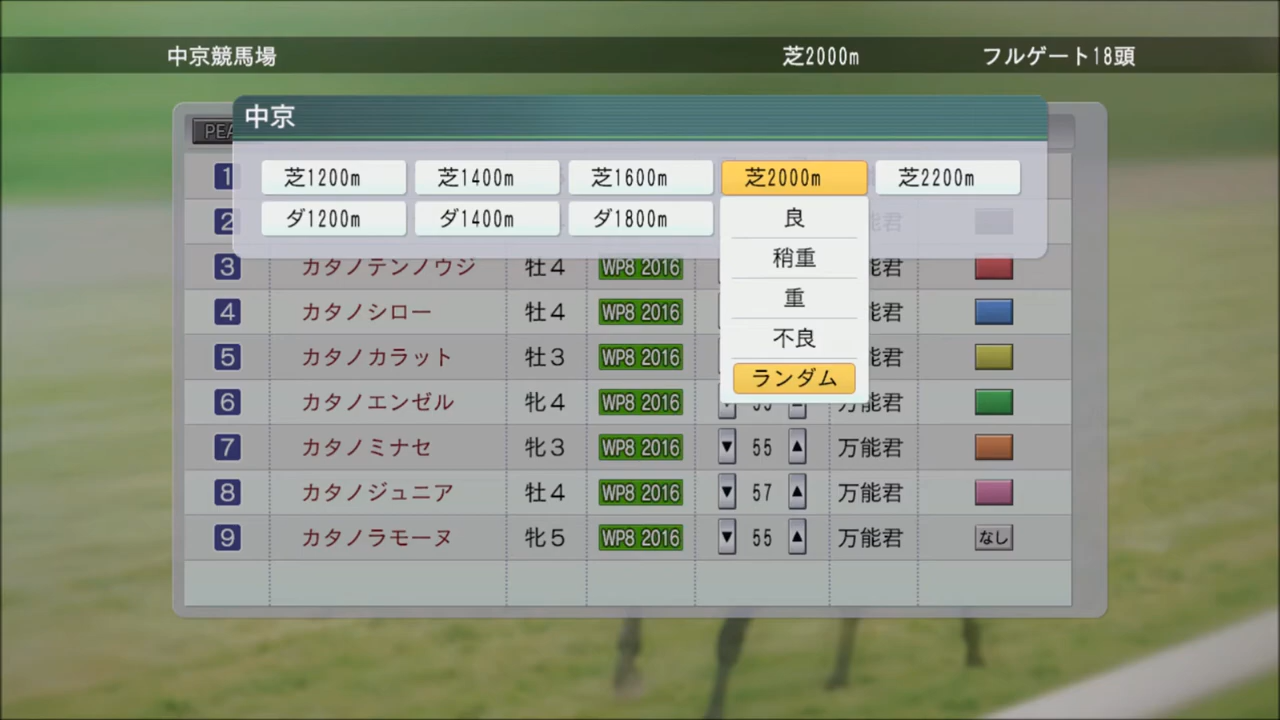 中京競馬場 芝2000m フルゲート18頭
中京
芝1200m 芝1400m 芝1600m 芝2000m 芝2200m
ダ1200m ダ1400m ダ1800m
良
稍重
重
不良
ランダム
PEA
1
2 能君
3 カタノテンノウジ 牡4 WP8 2016 能君
4 カタノシロー 牡4 WP8 2016 能君
5 カタノカラット 牡3 WP8 2016 能君
6 カタノエンゼル 牝4 WP8 2016 ▼ 55 万能君
7 カタノミナセ 牝3 WP8 2016 ▼ 55 ▲ 万能君
8 カタノジュニア 牡4 WP8 2016 ▼ 57 ▲ 万能君
9 カタノラモーヌ 牝5 WP8 2016 ▼ 55 ▲ 万能君 なし